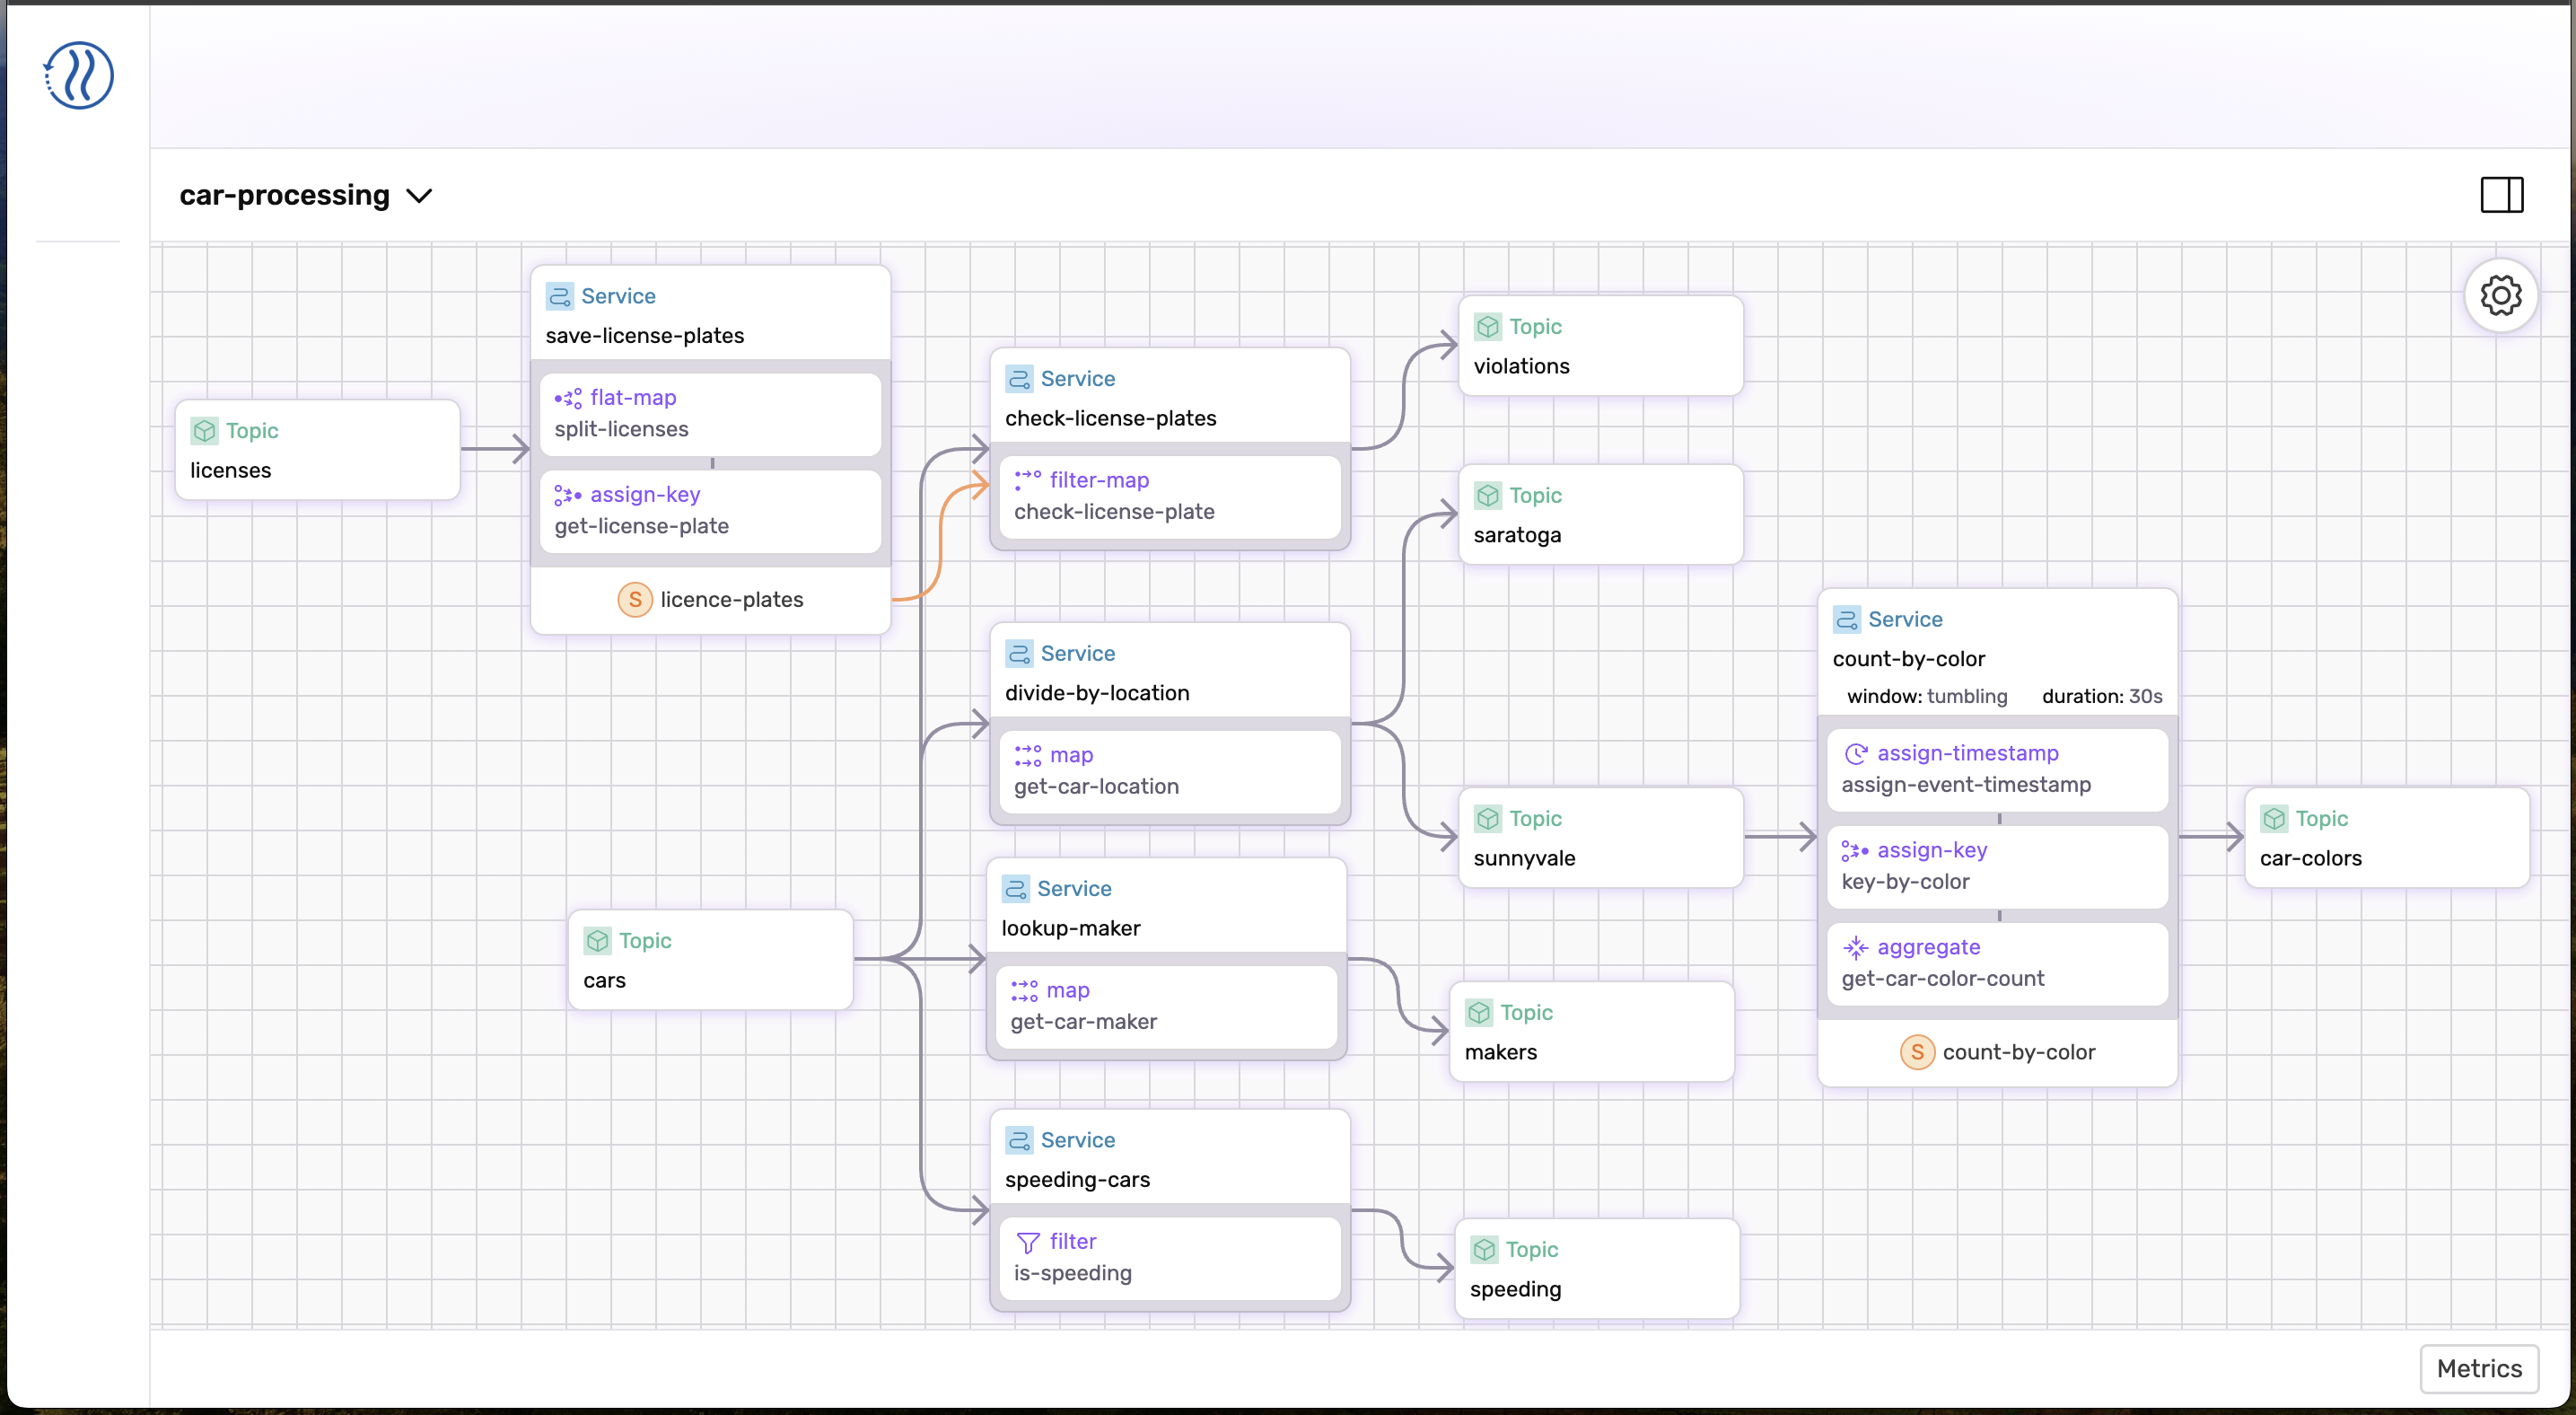 car-processing
Topic
licenses
Service
save-license-plates
flat-map
split-licenses
assign-key
get-license-plate
S licence-plates
Topic
cars
Service
check-license-plates
filter-map
check-license-plate
Service
divide-by-location
map
get-car-location
Service
lookup-maker
map
get-car-maker
Service
speeding-cars
filter
is-speeding
Topic
violations
Topic
saratoga
Topic
sunnyvale
Topic
makers
Topic
speeding
Service
count-by-color
window: tumbling duration: 30s
assign-timestamp
assign-event-timestamp
assign-key
key-by-color
aggregate
get-car-color-count
S count-by-color
Topic
car-colors
Metrics